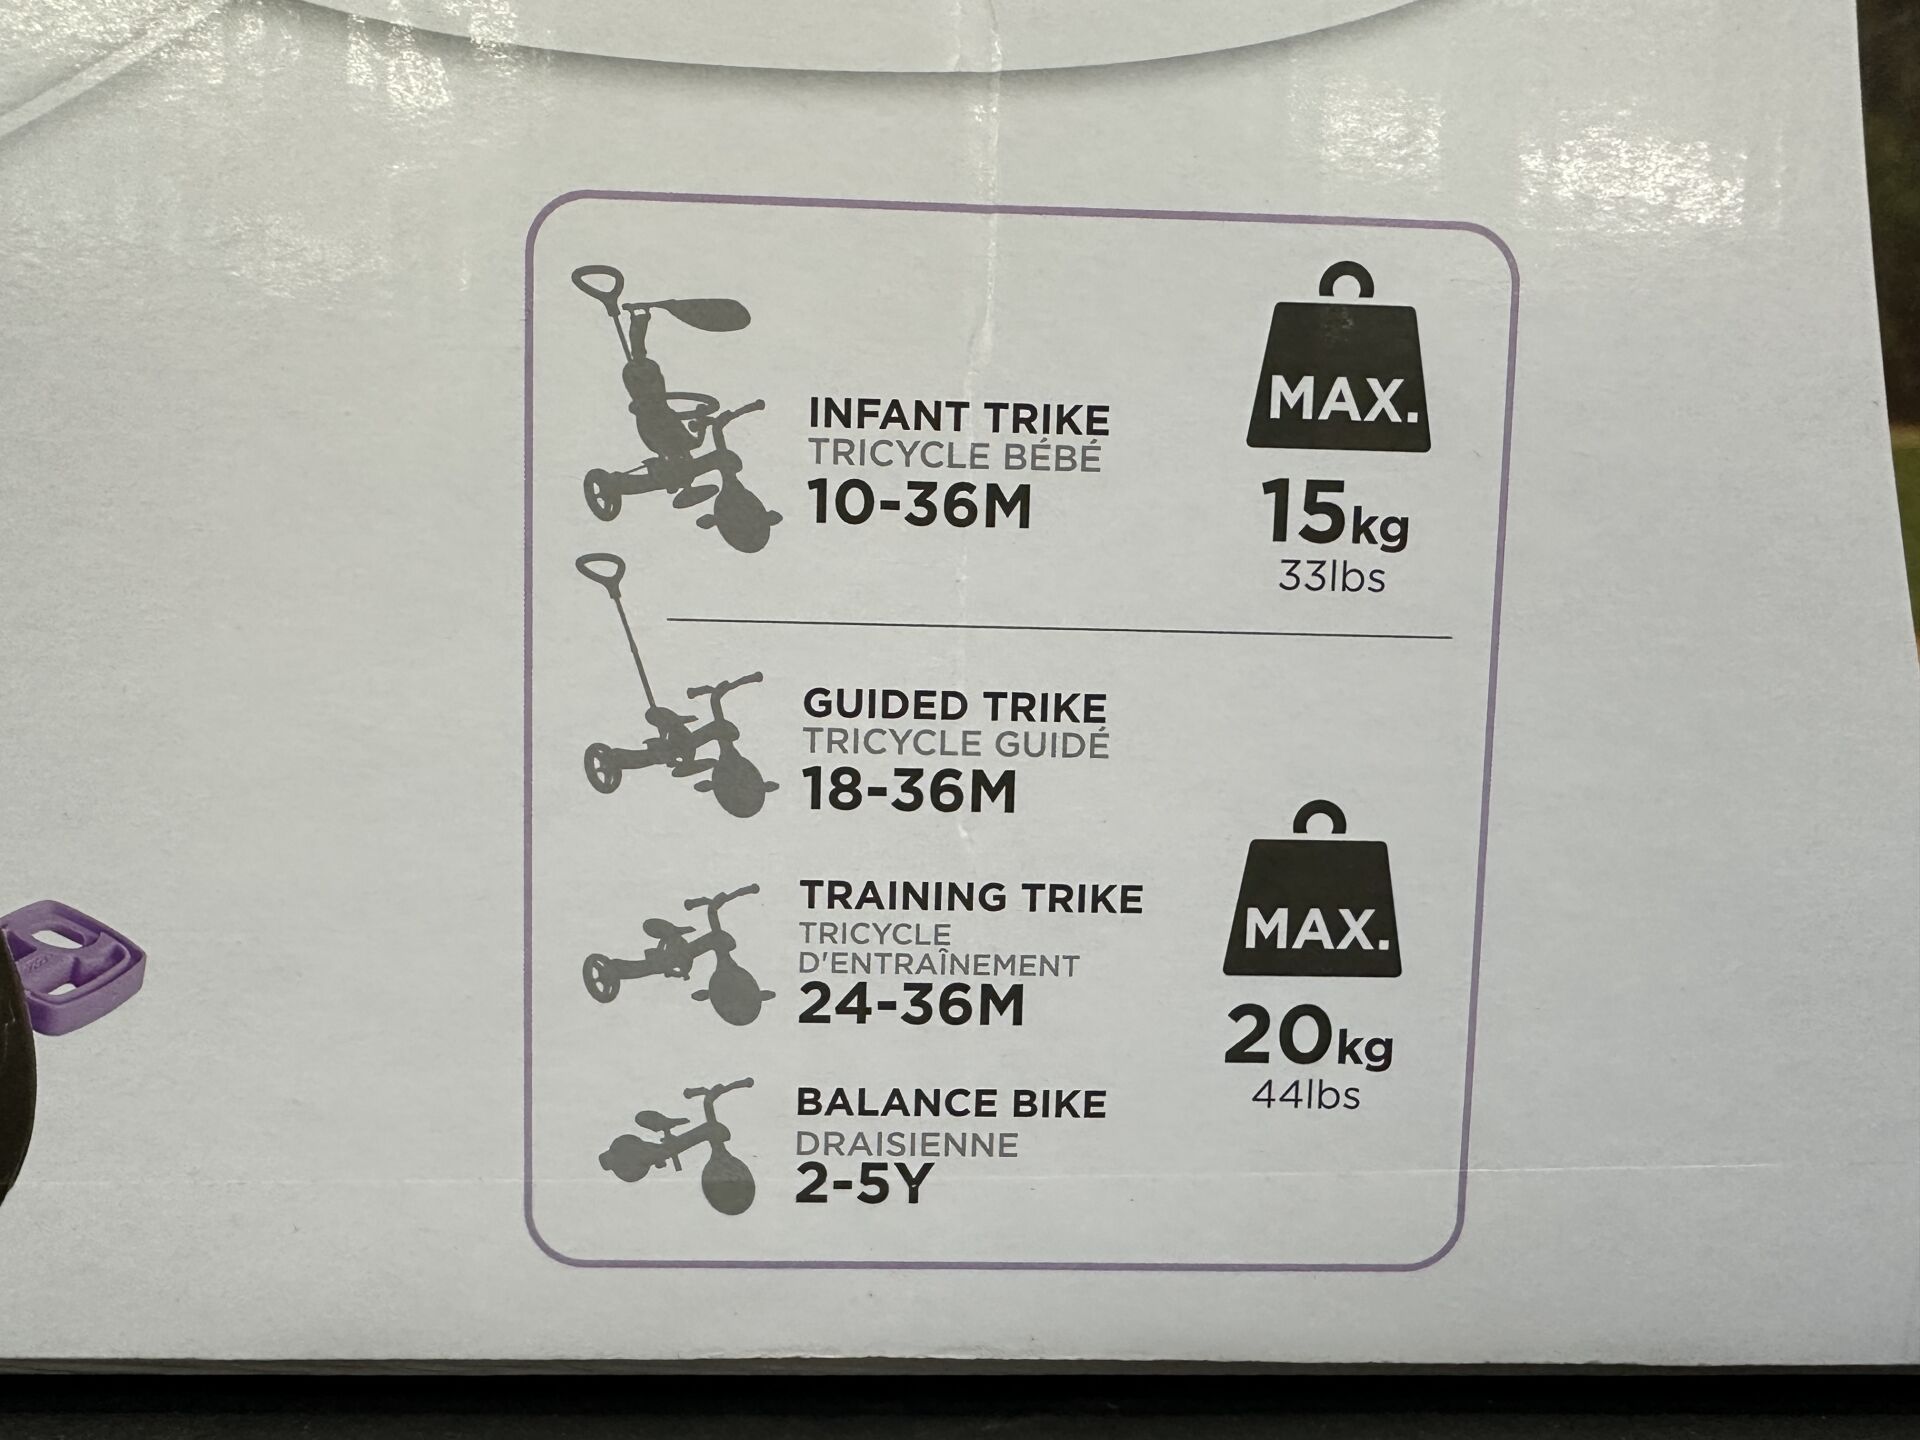 INFANT TRIKE
TRICYCLE BÉBÉ
10-36M
MAX.
15kg
33lbs
GUIDED TRIKE
TRICYCLE GUIDÉ
18-36M
TRAINING TRIKE
TRICYCLE
D'ENTRAÎNEMENT
24-36M
BALANCE BIKE
DRAISIENNE
2-5Y
MAX.
20kg
44lbs